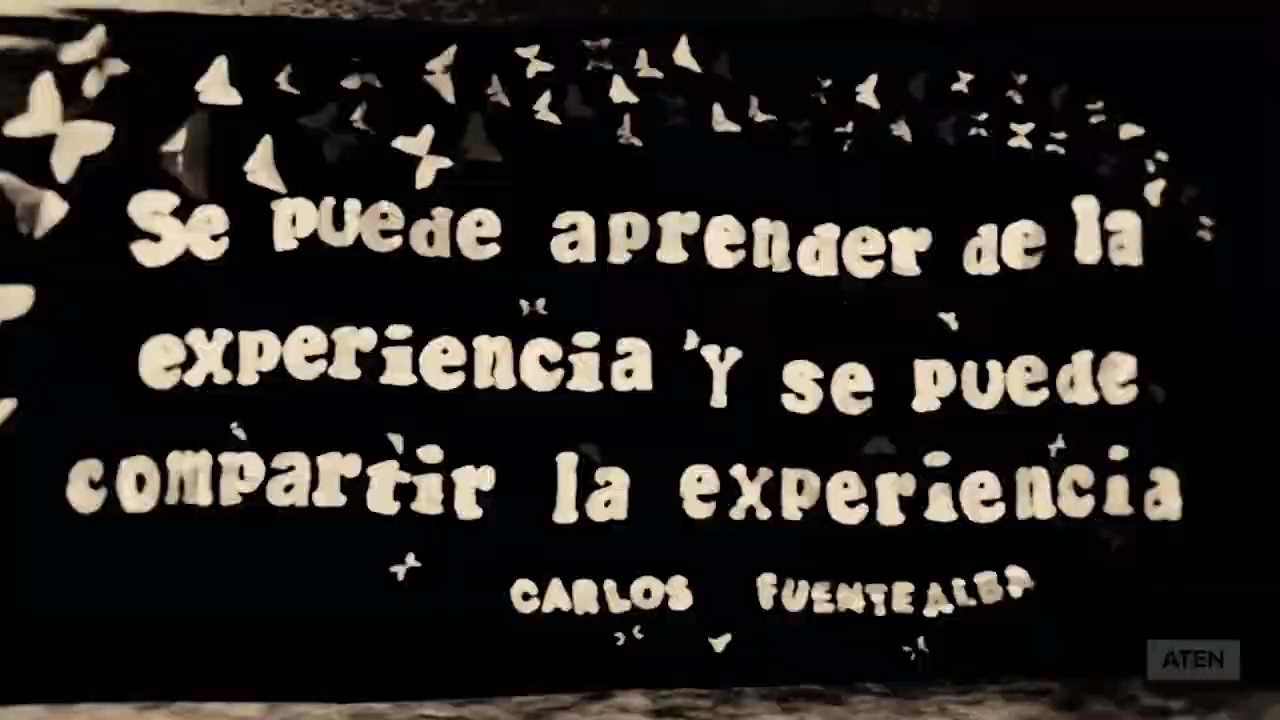 Se puede aprender de la
experiencia Y se puede
compartir la experiencia
CARLOS FUENTEALBA
ATEN